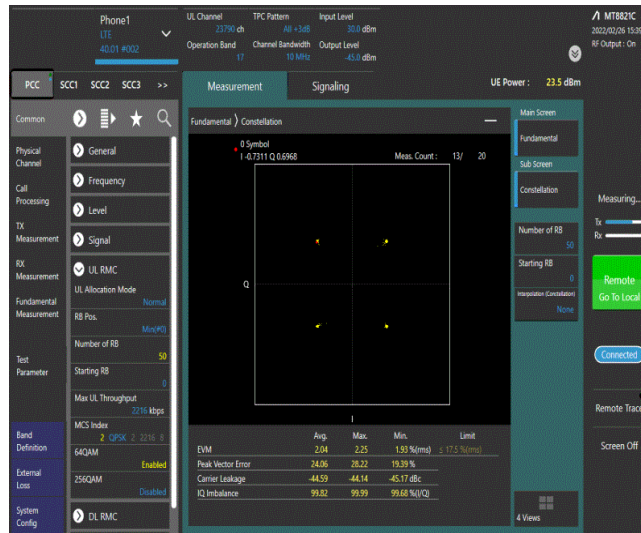 Phone1
LTE
40.01 #002
UL Channel TPC Pattern Input Level
23790 ch All +3dB 30.0 dBm
Operation Band Channel Bandwidth Output Level
17 10 MHz -45.0 dBm
MT8821C
2022/02/26 15:39
RF Output : On
PCC SCC1 SCC2 SCC3 >>
Measurement Signaling
UE Power : 23.5 dBm
Common
Physical
Channel
Call
Processing
TX
Measurement
RX
Measurement
Fundamental
Measurement
Test
Parameter
Band
Definition
External
Loss
System
Config
General
Frequency
Level
Signal
UL RMC
UL Allocation Mode
Normal
RB Pos.
Min(#0)
Number of RB
50
Starting RB
0
Max UL Throughput
2216 kbps
MCS Index
2 QPSK 2 2216 8
64QAM
Enabled
256QAM
Disabled
DL RMC
Fundamental 〉 Constellation
0 Symbol
I -0.7311 Q 0.6968 Meas. Count : 13/ 20
Q
I
Avg. Max. Min. Limit
EVM 2.04 2.25 1.93 %(rms) ≤ 17.5 %(rms)
Peak Vector Error 24.06 28.22 19.39 %
Carrier Leakage -44.59 -44.14 -45.17 dBc
IQ Imbalance 99.82 99.99 99.68 %(I/Q)
Main Screen
Fundamental
Sub Screen
Constellation
Number of RB
50
Starting RB
0
Interpolation (Constellation)
None
4 Views
Measuring...
Tx
Rx
Remote
Go To Local
Connected
Remote Trac
Screen Off